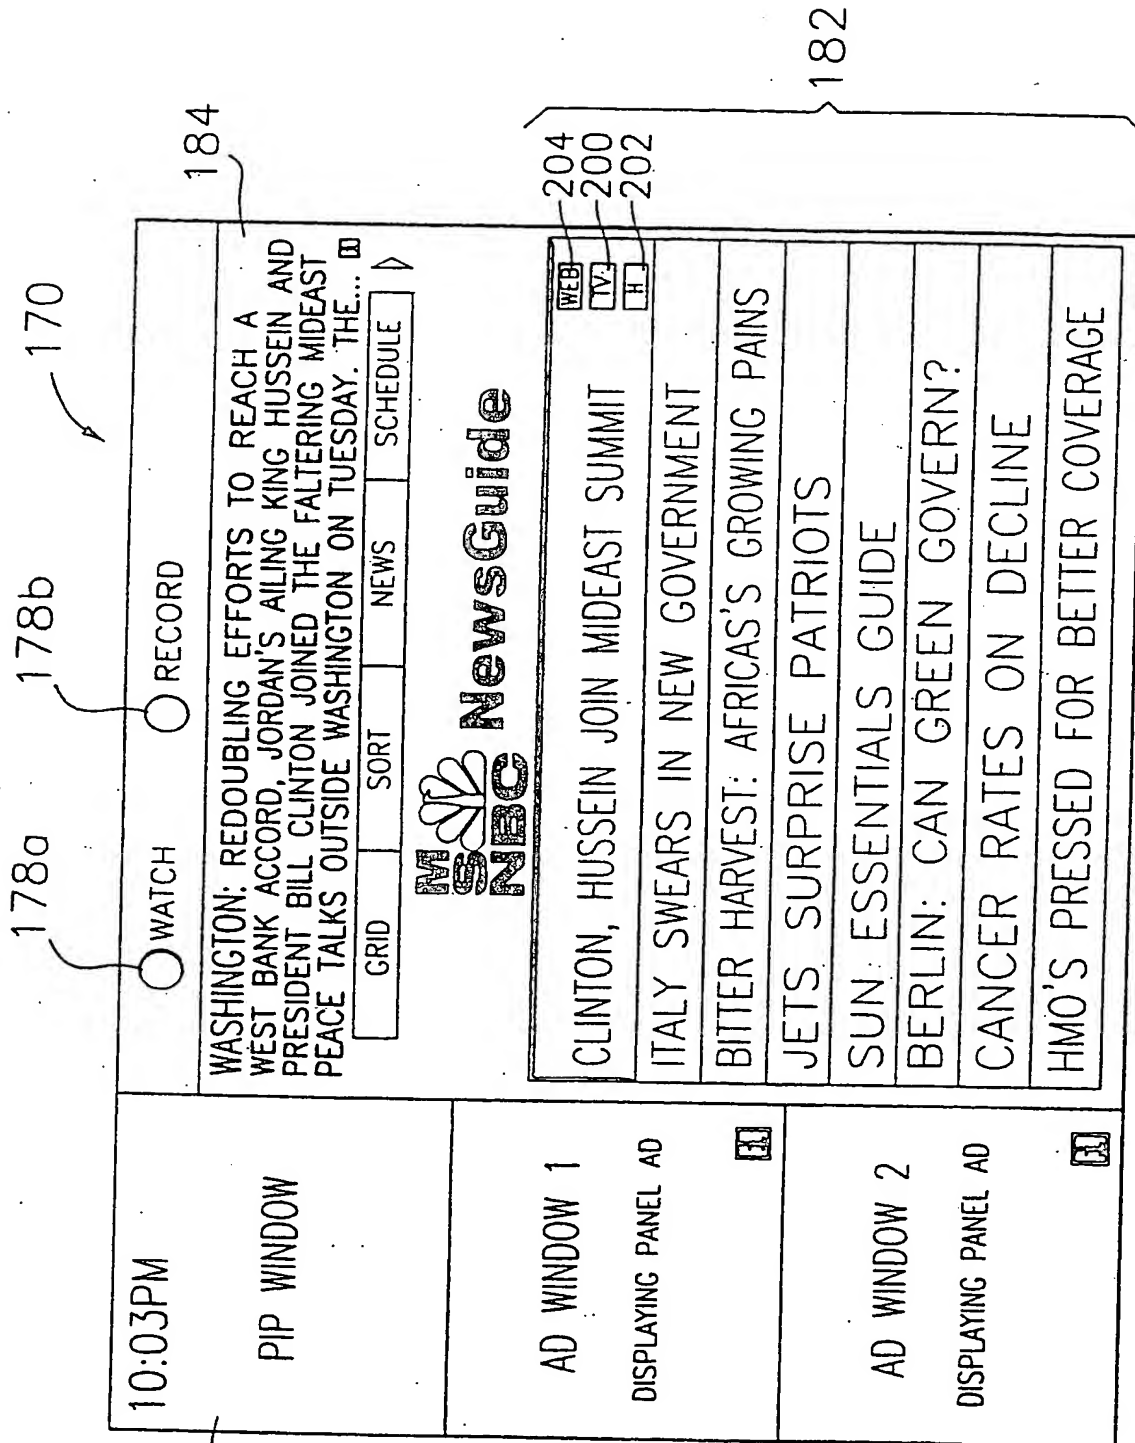 170
178a
178b
184
10:03PM
WATCH
RECORD
PIP WINDOW
WASHINGTON: REDOUBLING EFFORTS TO REACH A
WEST BANK ACCORD, JORDAN'S AILING KING HUSSEIN AND
PRESIDENT BILL CLINTON JOINED THE FALTERING MIDEAST
PEACE TALKS OUTSIDE WASHINGTON ON TUESDAY. THE...
GRID SORT NEWS SCHEDULE
MSNBC NewsGuide
AD WINDOW 1
DISPLAYING PANEL AD
AD WINDOW 2
DISPLAYING PANEL AD
CLINTON, HUSSEIN JOIN MIDEAST SUMMIT
WEB
TV
H
204
200
202
ITALY SWEARS IN NEW GOVERNMENT
BITTER HARVEST: AFRICAS'S GROWING PAINS
JETS SURPRISE PATRIOTS
SUN: ESSENTIALS GUIDE
BERLIN: CAN GREEN GOVERN?
CANCER RATES ON DECLINE
HMO'S PRESSED FOR BETTER COVERAGE
182